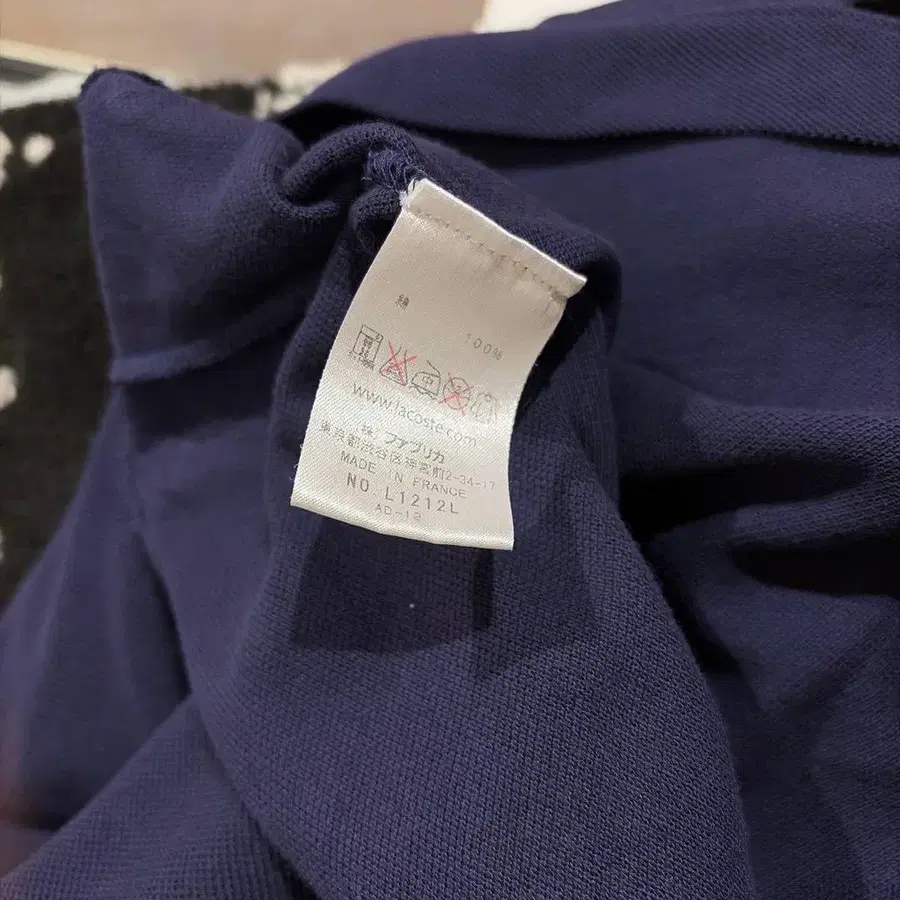 綿 100%
www.lacoste.com
株 ファブリカ
東京都渋谷区神宮前2-34-17
MADE IN FRANCE
NO. L1212L
AD-12